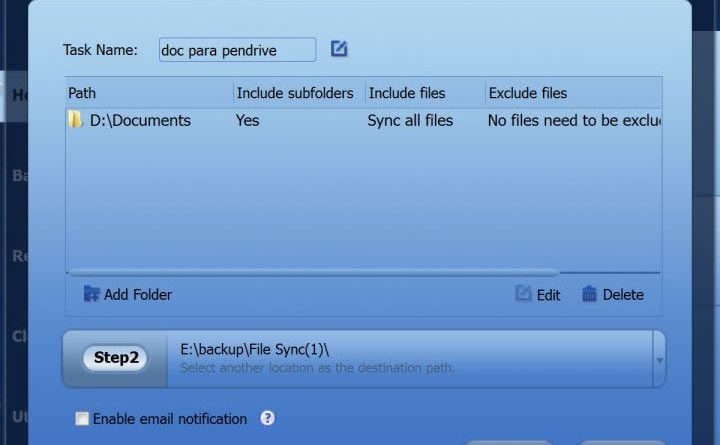 Task Name: doc para pendrive
Path Include subfolders Include files Exclude files
D:\Documents Yes Sync all files No files need to be exclu
Add Folder Edit Delete
Step2 E:\backup\File Sync(1)\
Select another location as the destination path.
Enable email notification ?
Ho
Ba
Re
Cl
Ut